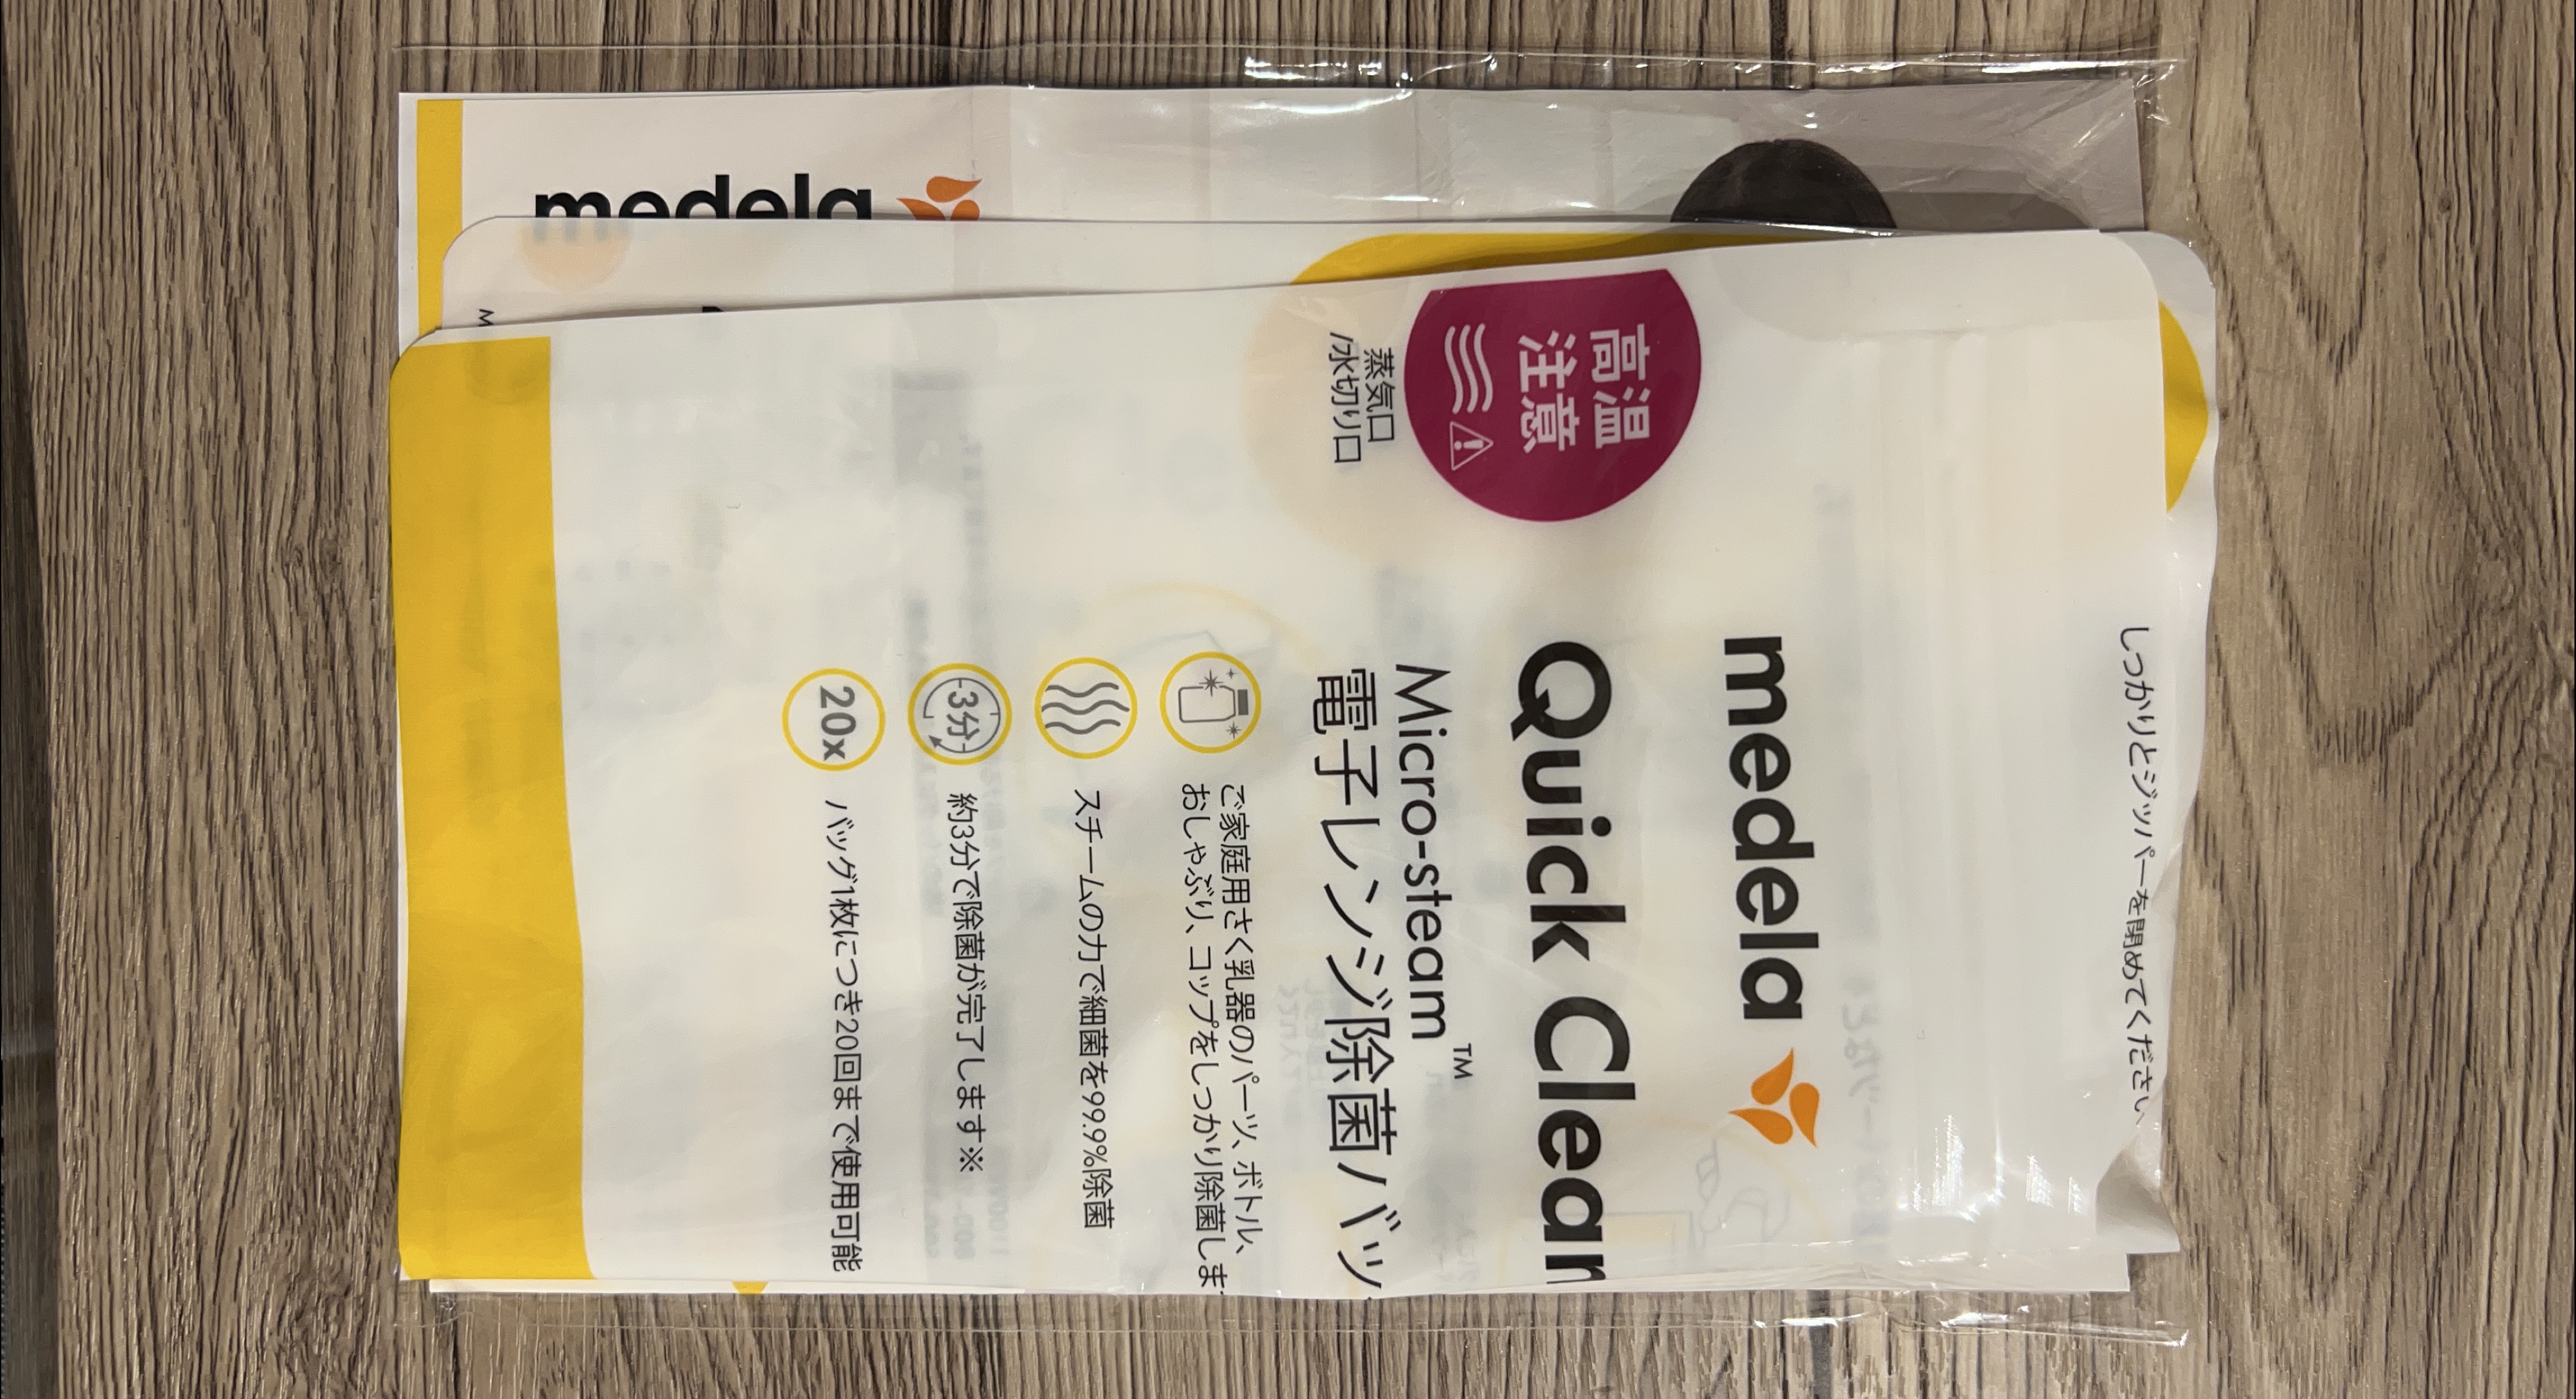 medela
しっかりとジッパーを閉めてください
medela
Quick Clean
Micro-steam™
電子レンジ除菌バッ
高温
注意
蒸気口
/水切り口
ご家庭用さく乳器のパーツ、ボトル、
おしゃぶり、コップをしっかり除菌しま
スチームの力で細菌を99.9%除菌
3分
約3分で除菌が完了します※
20x
バッグ1枚につき20回まで使用可能